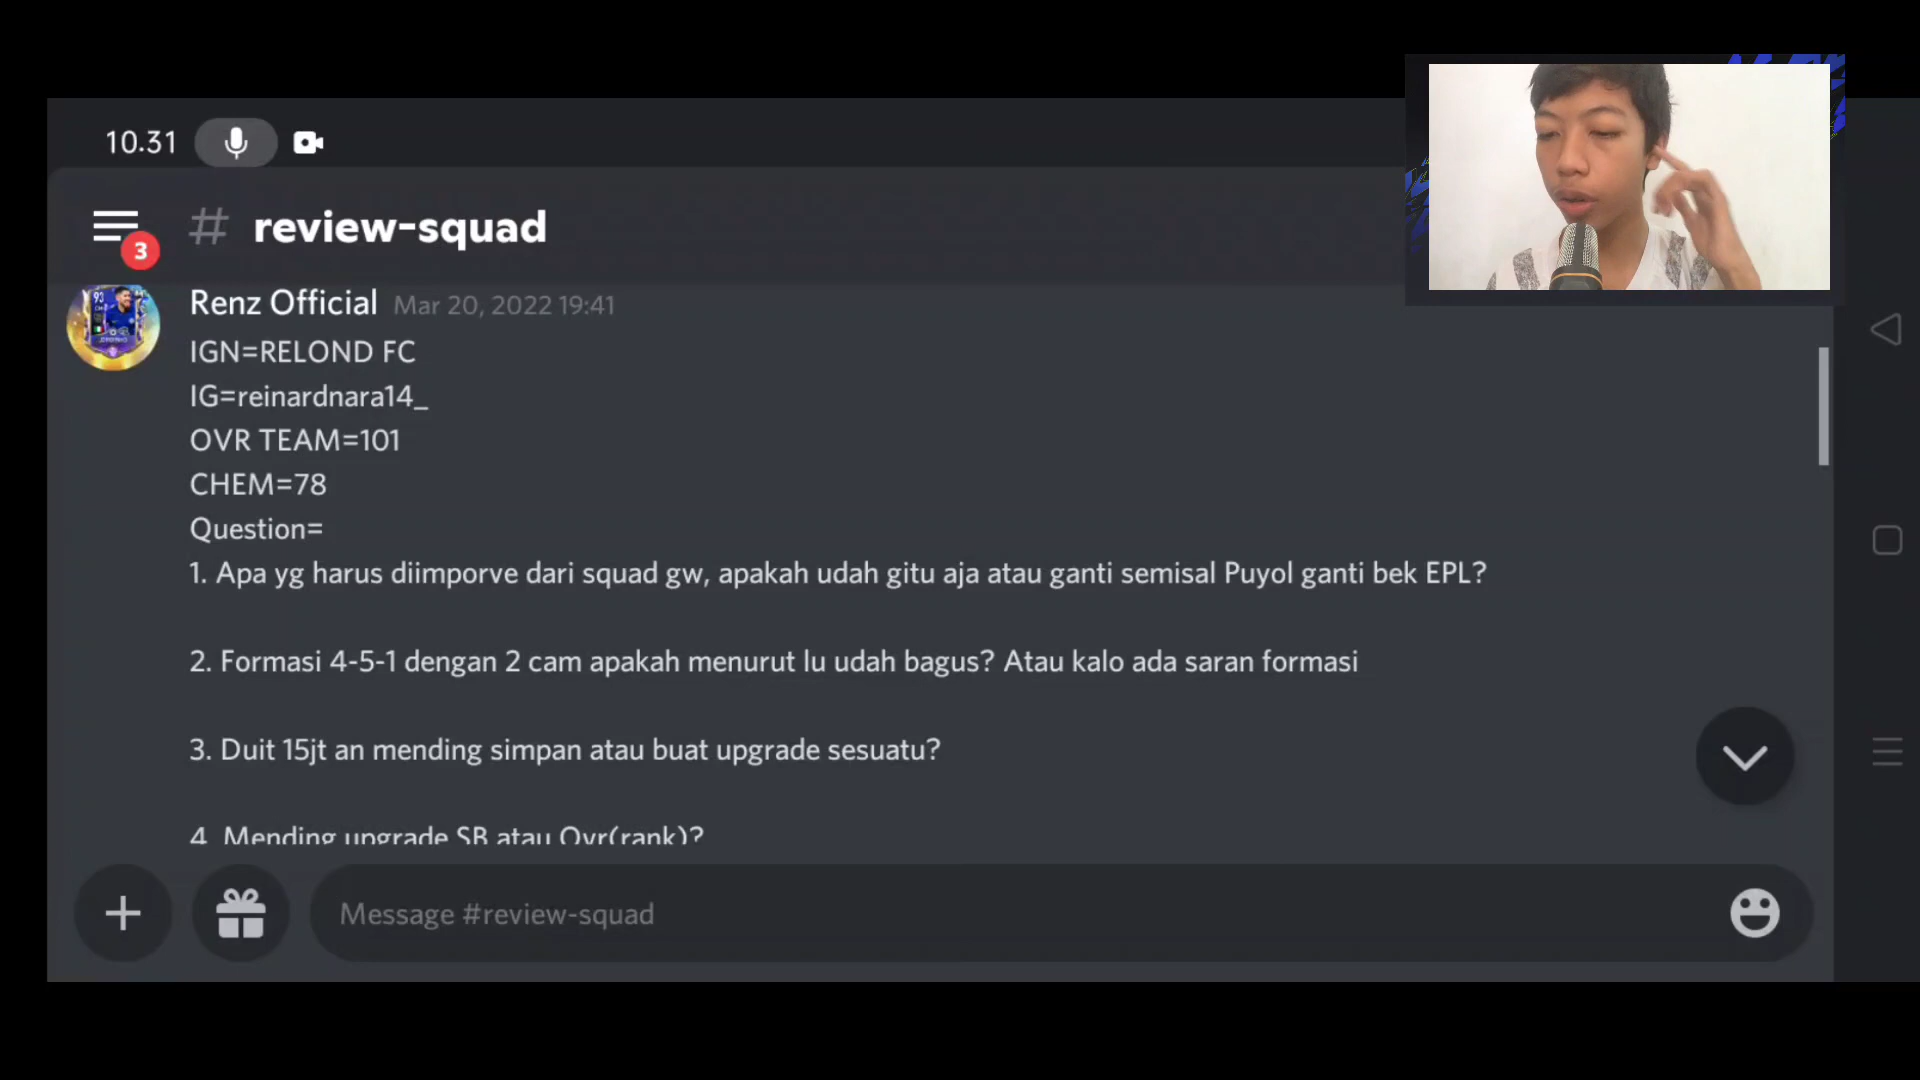 10.31
3
# review-squad
93
Renz Official Mar 20, 2022 19:41
IGN=RELOND FC
IG=reinardnara14_
OVR TEAM=101
CHEM=78
Question=
1. Apa yg harus diimporve dari squad gw, apakah udah gitu aja atau ganti semisal Puyol ganti bek EPL?
2. Formasi 4-5-1 dengan 2 cam apakah menurut lu udah bagus? Atau kalo ada saran formasi
3. Duit 15jt an mending simpan atau buat upgrade sesuatu?
4. Mending upgrade SB atau Ovr(rank)?
Message #review-squad